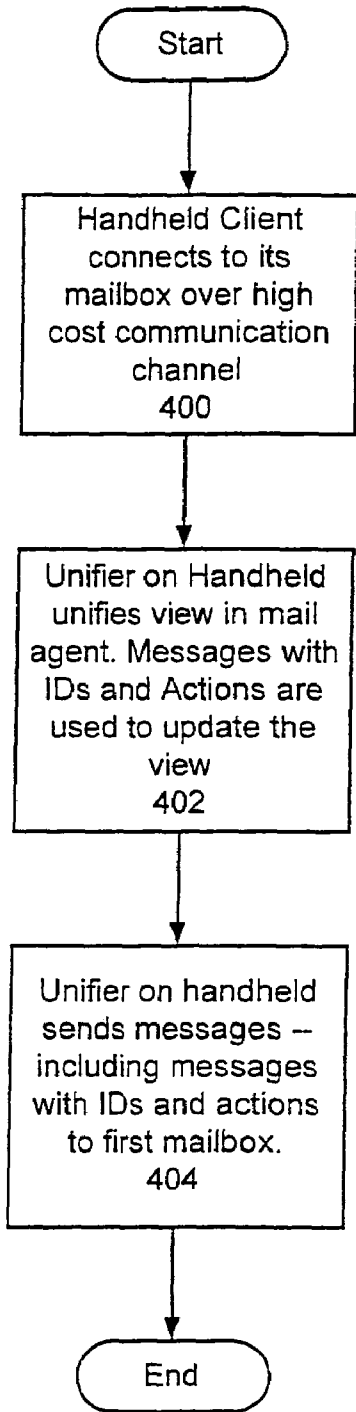 Start
Handheld Client
connects to its
mailbox over high
cost communication
channel
400
Unifier on Handheld
unifies view in mail
agent. Messages with
IDs and Actions are
used to update the
view
402
Unifier on handheld
sends messages –
including messages
with IDs and actions
to first mailbox.
404
End